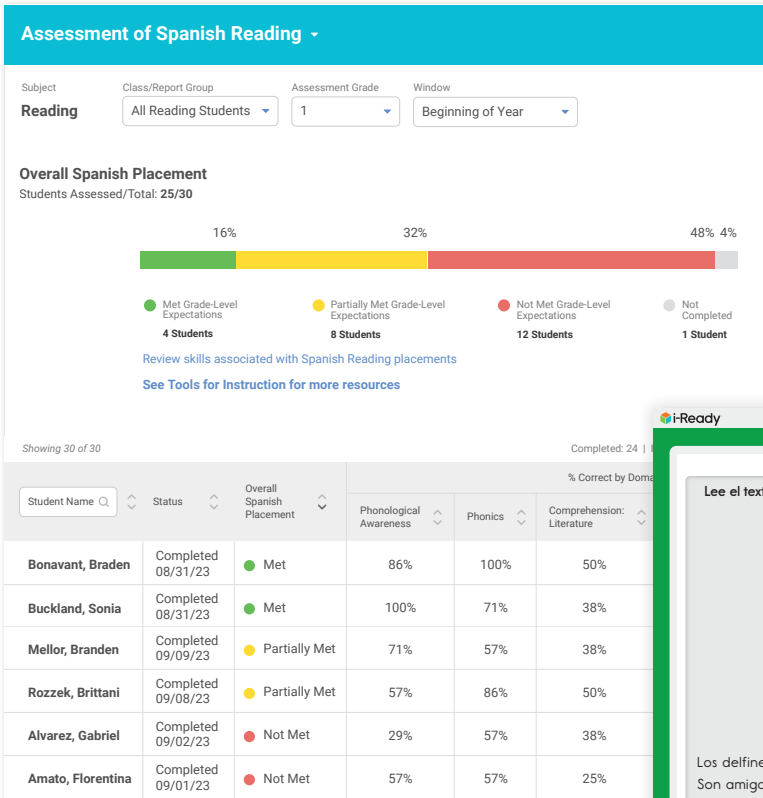 Assessment of Spanish Reading
Subject Class/Report Group Assessment Grade Window
Reading All Reading Students 1 Beginning of Year
Overall Spanish Placement
Students Assessed/Total: 25/30
16% 32% 48% 4%
Met Grade-Level Expectations
4 Students
Partially Met Grade-Level Expectations
8 Students
Not Met Grade-Level Expectations
12 Students
Not Completed
1 Student
Review skills associated with Spanish Reading placements
See Tools for Instruction for more resources
i-Ready
Showing 30 of 30 Completed: 24 |
% Correct by
Student Name Status Overall Spanish Placement Phonological Awareness Phonics Comprehension: Literature
Bonavant, Braden Completed 08/31/23 Met 86% 100% 50%
Buckland, Sonia Completed 08/31/23 Met 100% 71% 38%
Mellor, Branden Completed 09/09/23 Partially Met 71% 57% 38%
Rozzek, Brittani Completed 09/08/23 Partially Met 57% 86% 50%
Alvarez, Gabriel Completed 09/02/23 Not Met 29% 57% 38%
Amato, Florentina Completed 09/01/23 Not Met 57% 57% 25%
Lee el
Los
Son